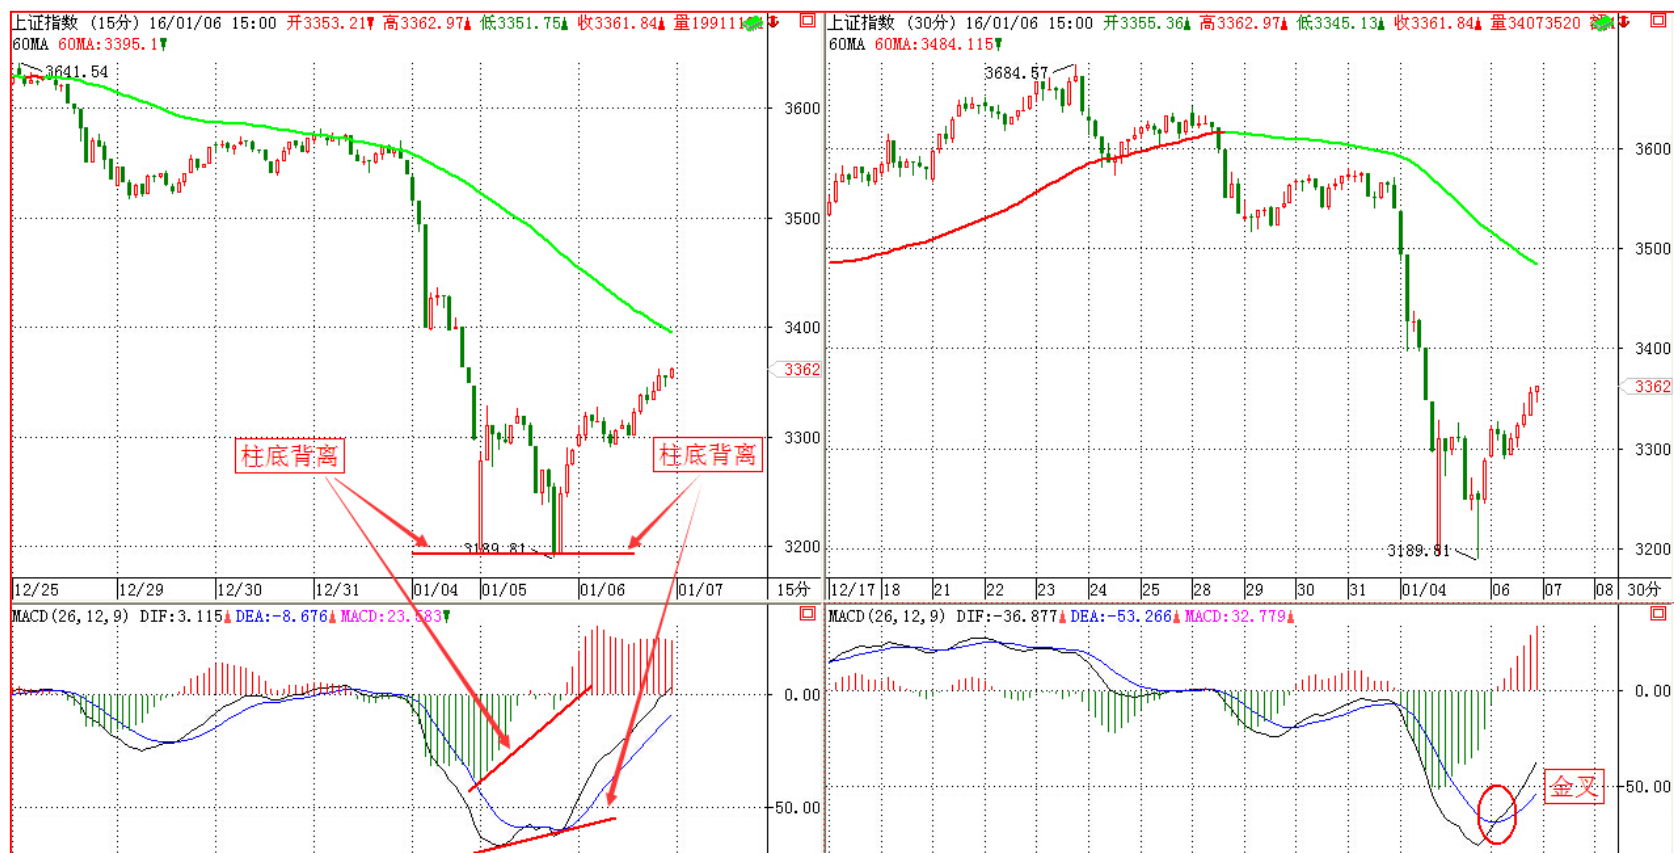 上证指数 (15分) 16/01/06 15:00 开3353.21 高3362.97 低3351.75 收3361.84 量19911
60MA 60MA:3395.1
3641.54
3600
3500
3400
3362
3300
柱底背离 柱底背离
3200
3189.81
12/25 12/29 12/30 12/31 01/04 01/05 01/06 01/07 15分
MACD(26,12,9) DIF:3.115 DEA:-8.676 MACD:23.583
0.00
-50.00
上证指数 (30分) 16/01/06 15:00 开3355.36 高3362.97 低3345.13 收3361.84 量34073520
60MA 60MA:3484.115
3684.57
3600
3500
3400
3362
3300
3200
3189.81
12/17 18 21 22 23 24 25 28 29 30 31 01/04 06 07 08 30分
MACD(26,12,9) DIF:-36.877 DEA:-53.266 MACD:32.779
0.00
金叉
-50.00